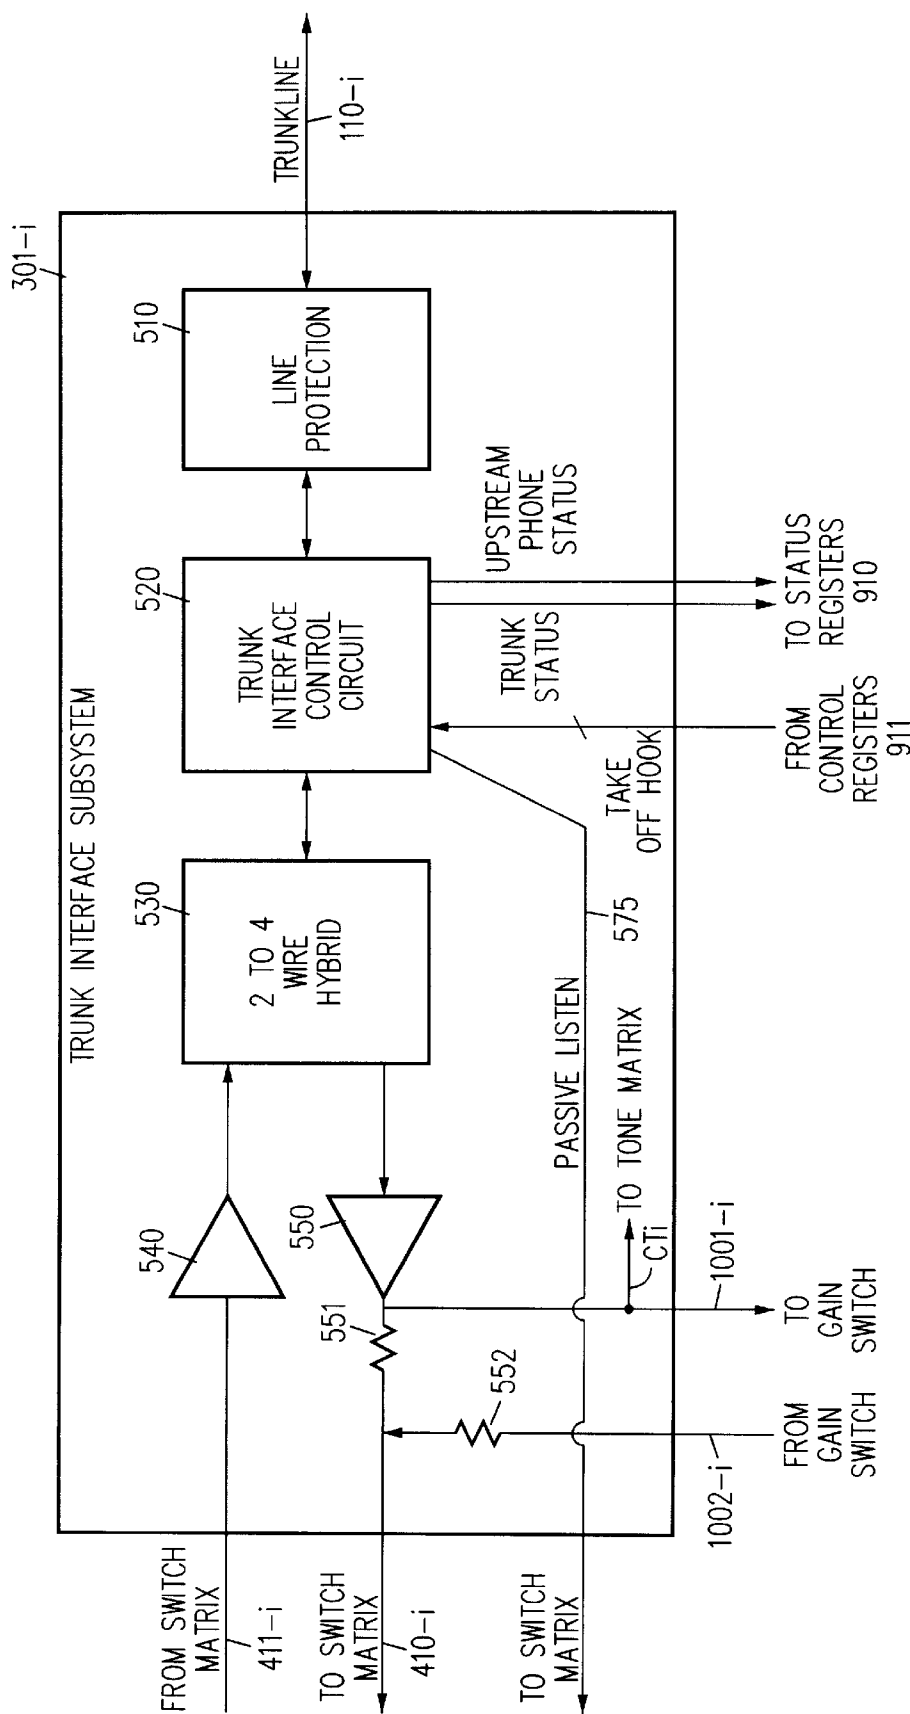 TRUNK INTERFACE SUBSYSTEM
301-i
FROM SWITCH
MATRIX
411-i
540
530
2 TO 4
WIRE
HYBRID
520
TRUNK
INTERFACE
CONTROL
CIRCUIT
510
LINE
PROTECTION
TRUNKLINE
110-i
TO SWITCH
MATRIX
410-i
551
550
552
TO SWITCH
MATRIX
PASSIVE LISTEN
575
TAKE
OFF HOOK
TRUNK
STATUS
UPSTREAM
PHONE
STATUS
CTi
TO TONE MATRIX
1002-i
FROM
GAIN
SWITCH
1001-i
TO
GAIN
SWITCH
FROM
CONTROL
REGISTERS
911
TO STATUS
REGISTERS
910